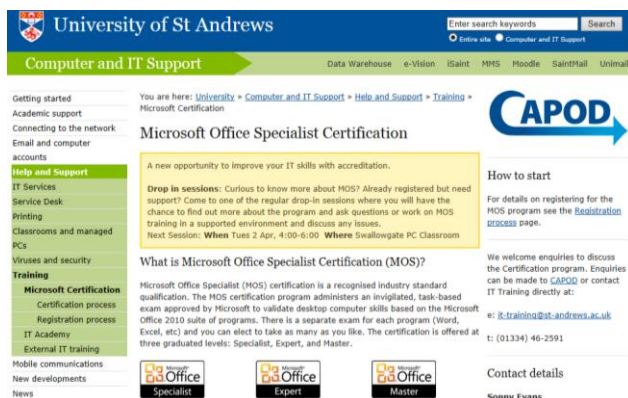 University of St Andrews
Enter search keywords
Search
Entire site
Computer and IT Support
Computer and IT Support
Data Warehouse e-Vision iSaint MMS Moodle SaintMail Unimail
Getting started
Academic support
Connecting to the network
Email and computer
accounts
Help and Support
IT Services
Service Desk
Printing
Classrooms and managed
PCs
Viruses and security
Training
Microsoft Certification
Certification process
Registration process
IT Academy
External IT training
Mobile communications
New developments
News
You are here: University » Computer and IT Support » Help and Support » Training »
Microsoft Certification
Microsoft Office Specialist Certification
A new opportunity to improve your IT skills with accreditation.
Drop in sessions: Curious to know more about MOS? Already registered but need
support? Come to one of the regular drop-in sessions where you will have the
chance to find out more about the program and ask questions or work on MOS
training in a supported environment and discuss any issues.
Next Session: When Tues 2 Apr, 4:00-6:00 Where Swallowgate PC Classroom
What is Microsoft Office Specialist Certification (MOS)?
Microsoft Office Specialist (MOS) certification is a recognised industry standard
qualification. The MOS certification program administers an invigilated, task-based
exam approved by Microsoft to validate desktop computer skills based on the Microsoft
Office 2010 suite of programs. There is a separate exam for each program (Word,
Excel, etc) and you can elect to take as many as you like. The certification is offered at
three graduated levels: Specialist, Expert, and Master.
Microsoft
Office
Specialist
Microsoft
Office
Expert
Microsoft
Office
Master
CAPOD
How to start
For details on registering for the
MOS program see the Registration
process page.
We welcome enquiries to discuss
the Certification program. Enquiries
can be made to CAPOD or contact
IT Training directly at:
e: it-training@st-andrews.ac.uk
t: (01334) 46-2591
Contact details
Sonny Evans